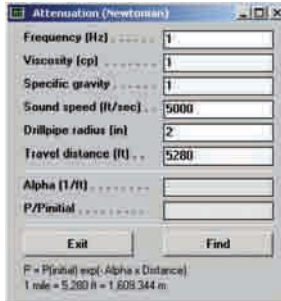 Attenuation (Newtonian)
Frequency (Hz) . . . . . . 1
Viscosity (cp) . . . . . . . 1
Specific gravity . . . . . . 1
Sound speed (ft/sec) . . 5000
Drillpipe radius (in) . . . 2
Travel distance (ft) . . . 5280
Alpha (1/ft) . . . . . . . . .
P/Pinitial . . . . . . . . . .
Exit Find
P = P(initial) exp(- Alpha x Distance)
1 mile = 5,280 ft = 1,609.344 m